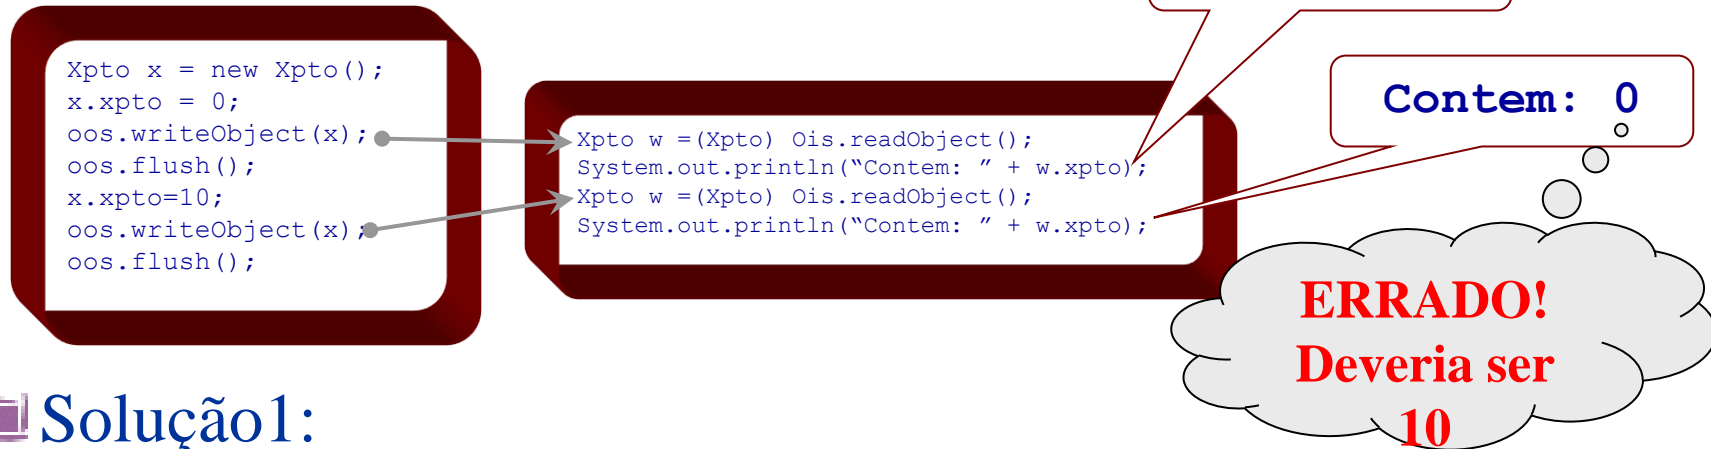 Xpto x = new Xpto();
x.xpto = 0;
oos.writeObject(x);
oos.flush();
x.xpto=10;
oos.writeObject(x);
oos.flush();
Xpto w =(Xpto) Ois.readObject();
System.out.println(“Contem: ” + w.xpto);
Xpto w =(Xpto) Ois.readObject();
System.out.println(“Contem: ” + w.xpto);
Contem: 0
ERRADO!
Deveria ser
10
Solução1: